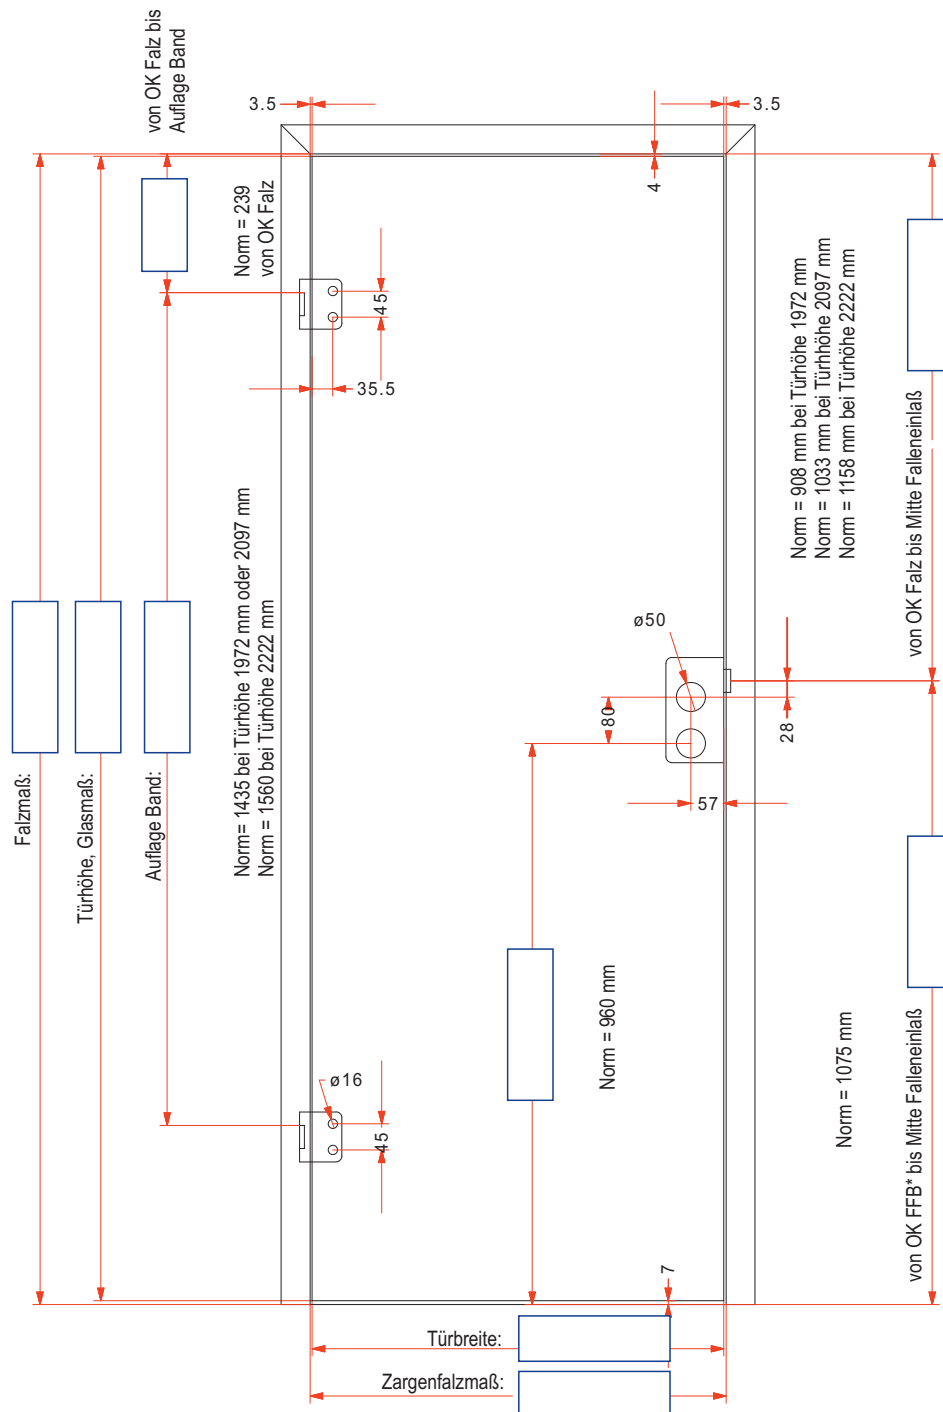 von OK Falz bis
Auflage Band
3.5
3.5
4
Norm = 239
von OK Falz
45
35.5
Norm = 908 mm bei Türhöhe 1972 mm
Norm = 1033 mm bei Türhhöhe 2097 mm
Norm = 1158 mm bei Türhöhe 2222 mm
von OK Falz bis Mitte Falleneinlaß
Norm= 1435 bei Türhöhe 1972 mm oder 2097 mm
Norm = 1560 bei Türhöhe 2222 mm
ø50
80
28
57
Falzmaß:
Türhöhe, Glasmaß:
Auflage Band:
Norm = 960 mm
Norm = 1075 mm
von OK FFB* bis Mitte Falleneinlaß
ø16
45
7
Türbreite:
Zargenfalzmaß: